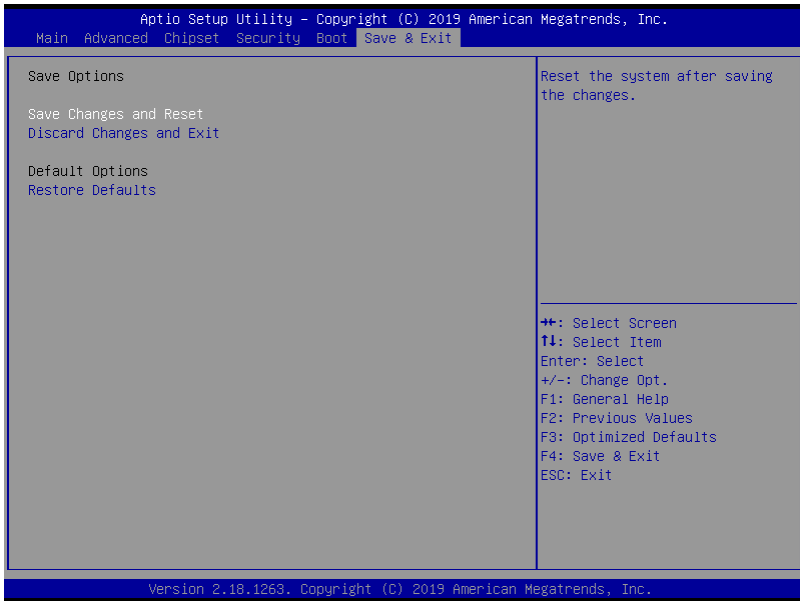 Aptio Setup Utility – Copyright (C) 2019 American Megatrends, Inc.
Main Advanced Chipset Security Boot Save & Exit
Save Options
Save Changes and Reset
Discard Changes and Exit
Default Options
Restore Defaults
Reset the system after saving
the changes.
→←: Select Screen
↑↓: Select Item
Enter: Select
+/-: Change Opt.
F1: General Help
F2: Previous Values
F3: Optimized Defaults
F4: Save & Exit
ESC: Exit
Version 2.18.1263. Copyright (C) 2019 American Megatrends, Inc.